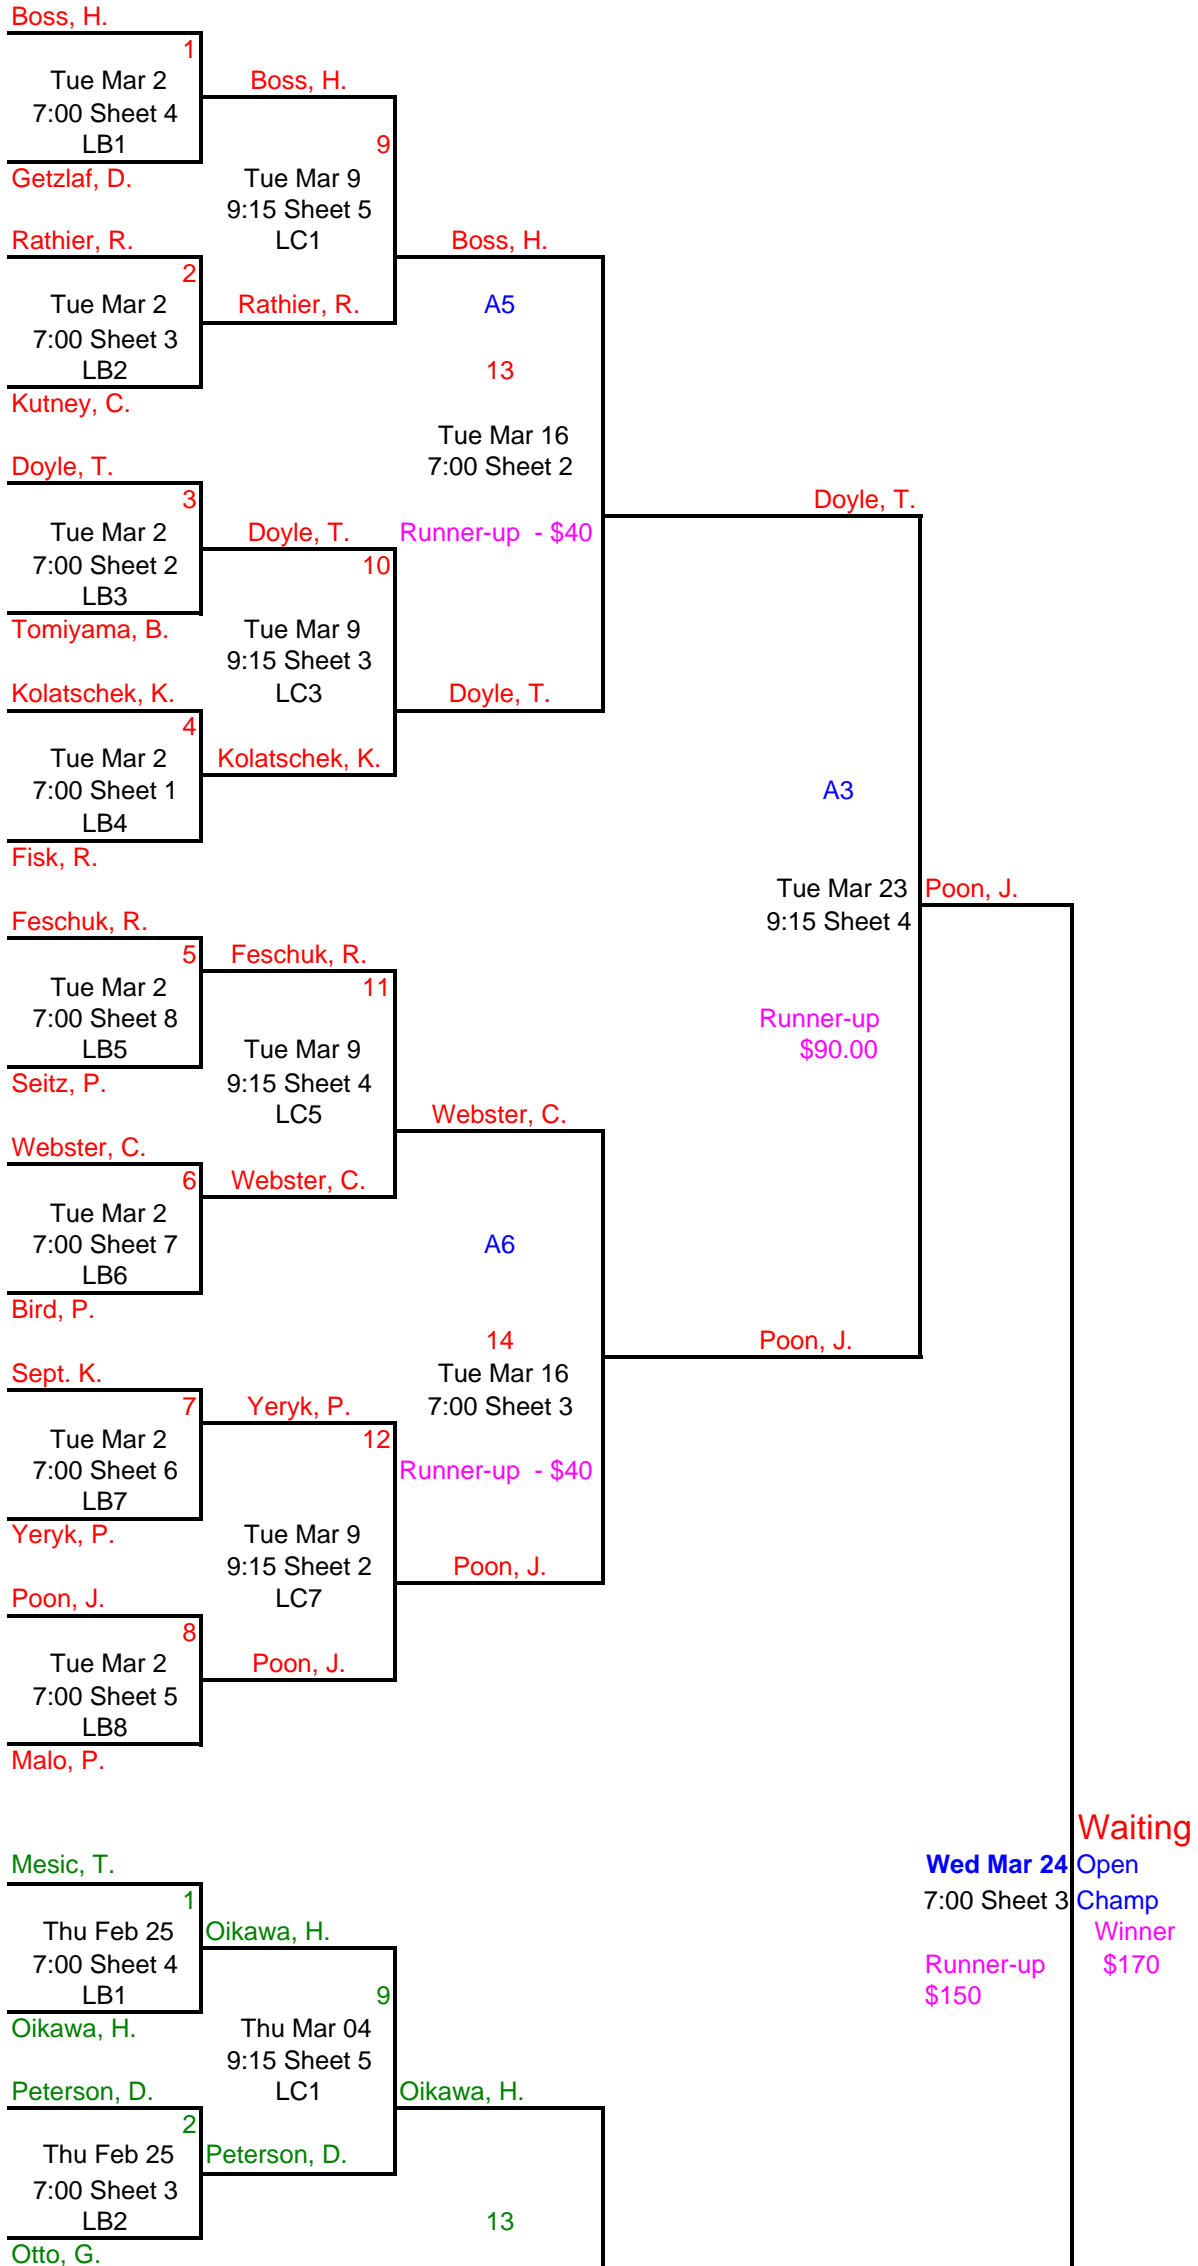 Boss, H.
1
Tue Mar 2
Boss, H.
7:00 Sheet 4
LB1
9
Getzlaf, D.
Tue Mar 9
9:15 Sheet 5
Rathier, R.
LC1
Boss, H.
2
Tue Mar 2
Rathier, R.
A5
7:00 Sheet 3
LB2
13
Kutney, C.
Tue Mar 16
Doyle, T.
7:00 Sheet 2
3
Doyle, T.
Tue Mar 2
Doyle, T.
Runner-up - $40
7:00 Sheet 2
10
LB3
Tomiyama, B.
Tue Mar 9
9:15 Sheet 3
Kolatschek, K.
LC3
Doyle, T.
4
Tue Mar 2
Kolatschek, K.
7:00 Sheet 1
A3
LB4
Fisk, R.
Tue Mar 23
Poon, J.
Feschuk, R.
9:15 Sheet 4
5
Feschuk, R.
Tue Mar 2
11
7:00 Sheet 8
Runner-up
LB5
Tue Mar 9
$90.00
Seitz, P.
9:15 Sheet 4
LC5
Webster, C.
Webster, C.
6
Webster, C.
Tue Mar 2
7:00 Sheet 7
A6
LB6
Bird, P.
14
Poon, J.
Sept. K.
Tue Mar 16
7
Yeryk, P.
7:00 Sheet 3
Tue Mar 2
12
7:00 Sheet 6
Runner-up - $40
LB7
Yeryk, P.
Tue Mar 9
9:15 Sheet 2
Poon, J.
Poon, J.
LC7
8
Tue Mar 2
Poon, J.
7:00 Sheet 5
LB8
Malo, P.
Waiting
Mesic, T.
Wed Mar 24
Open
1
7:00 Sheet 3
Champ
Thu Feb 25
Oikawa, H.
Winner
7:00 Sheet 4
Runner-up
$170
LB1
9
$150
Oikawa, H.
Thu Mar 04
9:15 Sheet 5
Peterson, D.
LC1
Oikawa, H.
2
Thu Feb 25
Peterson, D.
7:00 Sheet 3
LB2
13
Otto, G.